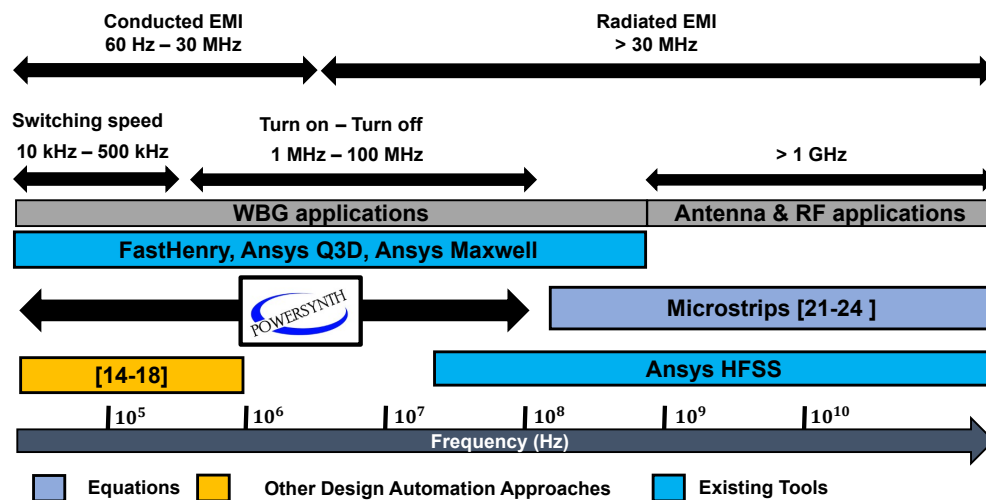 Conducted EMI
60 Hz – 30 MHz
Radiated EMI
> 30 MHz
Switching speed
10 kHz – 500 kHz
Turn on – Turn off
1 MHz – 100 MHz
> 1 GHz
WBG applications
Antenna & RF applications
FastHenry, Ansys Q3D, Ansys Maxwell
POWERSYNTH
Microstrips [21-24 ]
[14-18]
Ansys HFSS
10⁵ 10⁶ 10⁷ 10⁸ 10⁹ 10¹⁰
Frequency (Hz)
Equations
Other Design Automation Approaches
Existing Tools